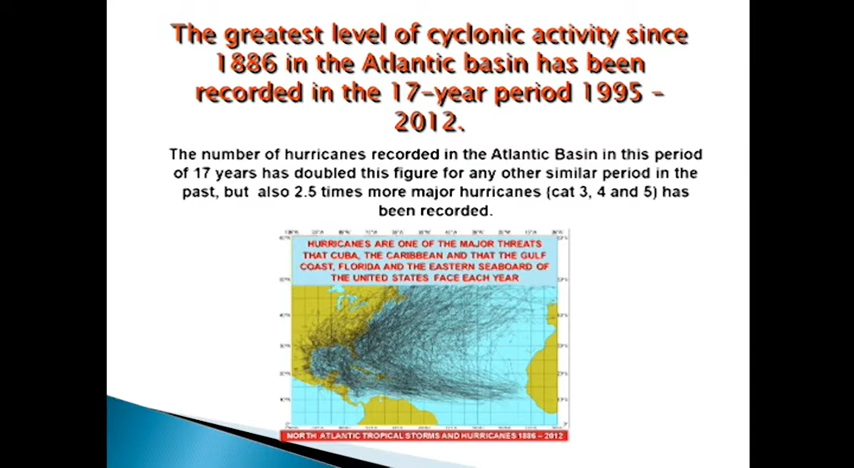 The greatest level of cyclonic activity since
1886 in the Atlantic basin has been
recorded in the 17-year period 1995 -
2012.
The number of hurricanes recorded in the Atlantic Basin in this period
of 17 years has doubled this figure for any other similar period in the
past, but also 2.5 times more major hurricanes (cat 3, 4 and 5) has
been recorded.
HURRICANES ARE ONE OF THE MAJOR THREATS
THAT CUBA, THE CARIBBEAN AND THAT THE GULF
COAST, FLORIDA AND THE EASTERN SEABOARD OF
THE UNITED STATES FACE EACH YEAR
NORTH ATLANTIC TROPICAL STORMS AND HURRICANES 1886 - 2012